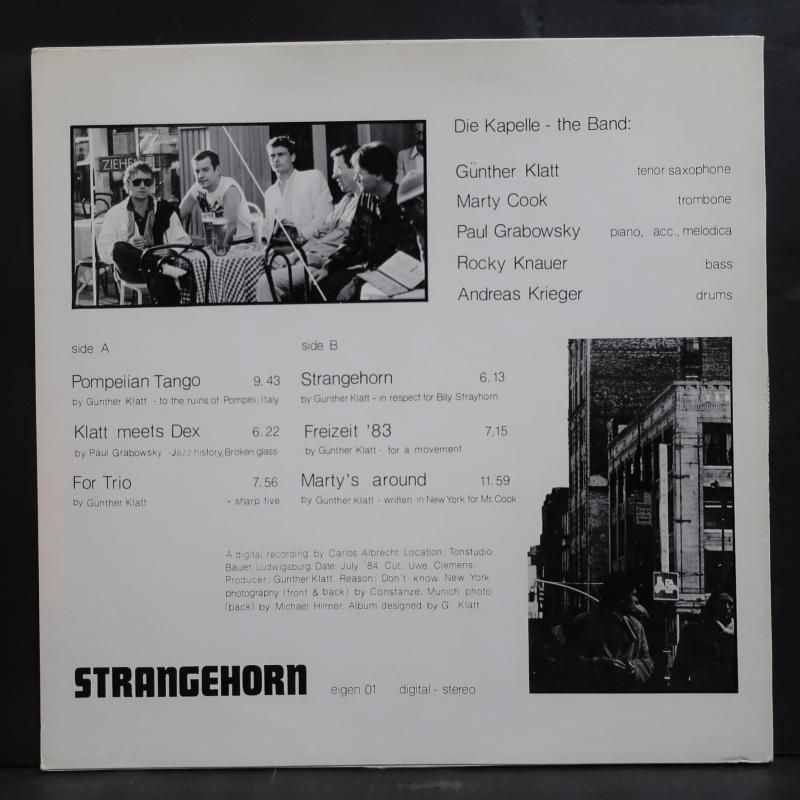 ZIEHEN
Die Kapelle - the Band:
Günther Klatt tenor saxophone
Marty Cook trombone
Paul Grabowsky piano, acc., melodica
Rocky Knauer bass
Andreas Krieger drums
side A
Pompeiian Tango 9.43
by Günther Klatt - to the ruins of Pompeii, Italy
Klatt meets Dex 6.22
by Paul Grabowsky -Jazz history, Broken glass
For Trio 7.56
by Günther Klatt - sharp five
side B
Strangehorn 6.13
by Günther Klatt - in respect for Billy Strayhorn
Freizeit '83 7.15
by Günther Klatt - for a movement
Marty's around 11.59
by Günther Klatt - written in New York for Mr. Cook
A digital recording by Carlos Albrecht. Location: Tonstudio
Bauer, Ludwigsburg. Date: July '84. Cut: Uwe Clemens.
Producer: Günther Klatt. Reason: Don't know. New York
photography (front & back) by Constanze, Munich photo
(back) by Michael Hilmer. Album designed by G. Klatt.
STRANGEHORN eigen 01 digital - stereo